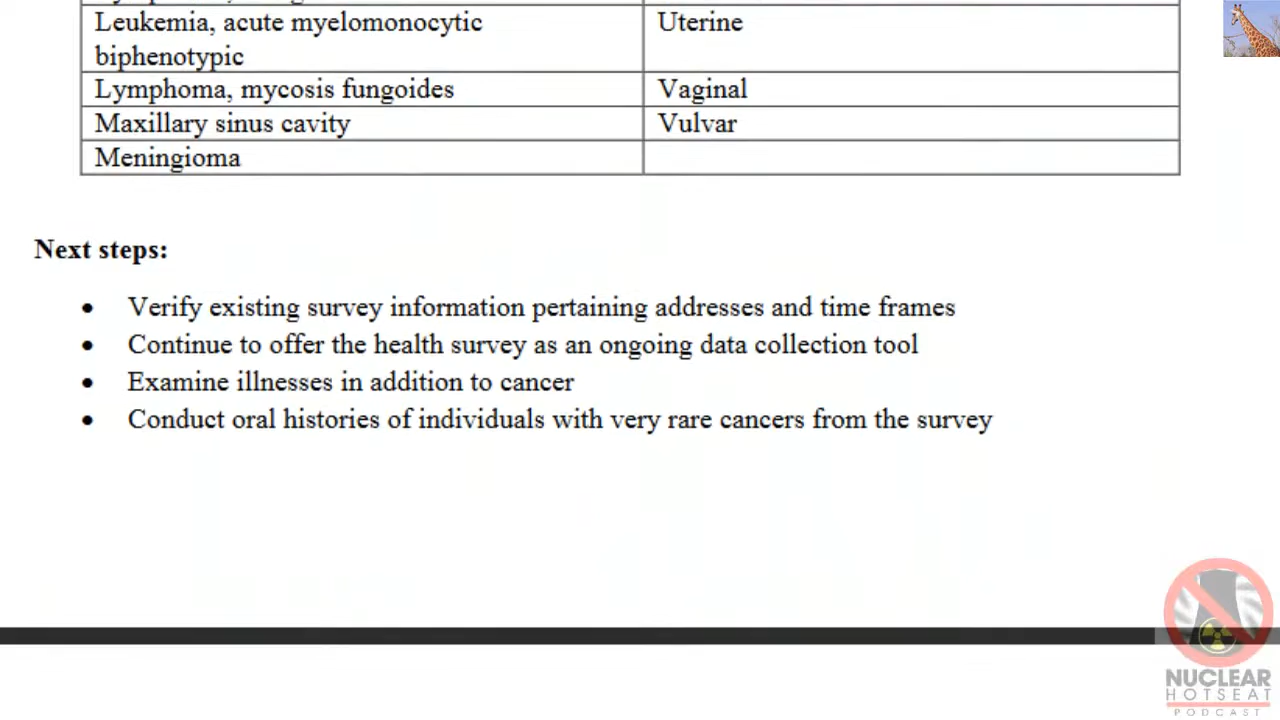 Leukemia, acute myelomonocytic
biphenotypic
Uterine
Lymphoma, mycosis fungoides
Vaginal
Maxillary sinus cavity
Vulvar
Meningioma
Next steps:
• Verify existing survey information pertaining addresses and time frames
• Continue to offer the health survey as an ongoing data collection tool
• Examine illnesses in addition to cancer
• Conduct oral histories of individuals with very rare cancers from the survey
NUCLEAR
HOTSEAT
PODCAST